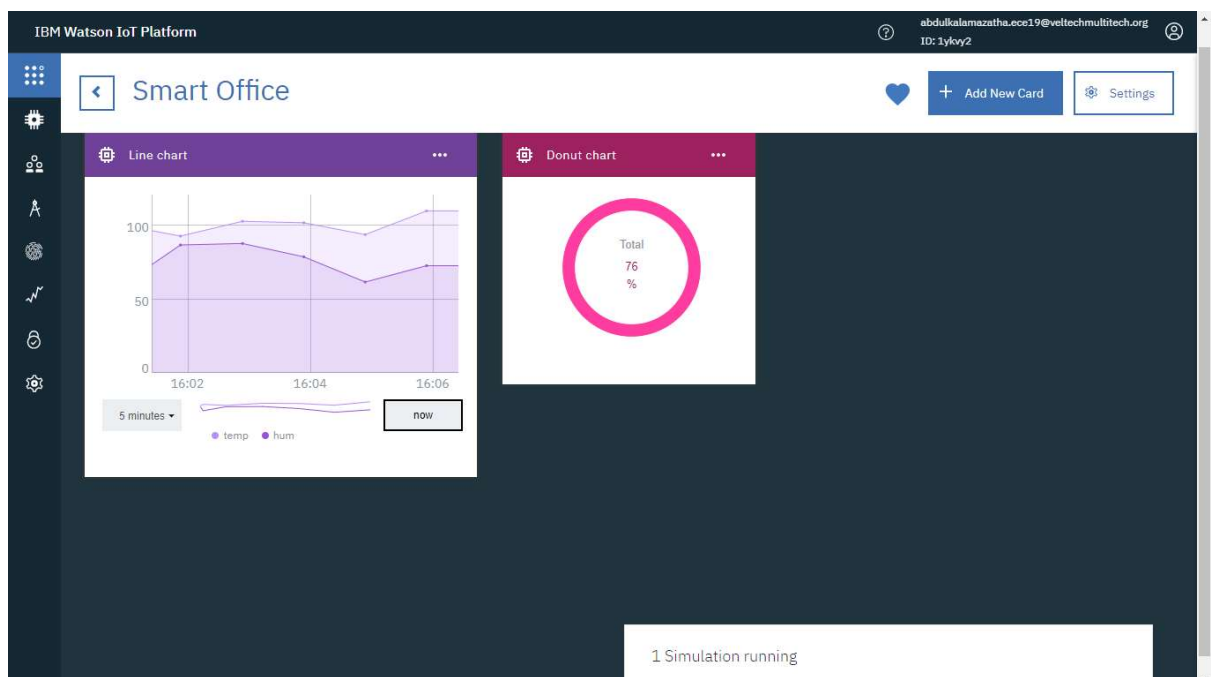 IBM Watson IoT Platform
abdulkalamazatha.ece19@veltechmultitech.org
ID: 1ykvy2
Smart Office
Add New Card
Settings
Line chart
Donut chart
100
50
0
16:02 16:04 16:06
5 minutes
now
temp hum
Total
76
%
1 Simulation running